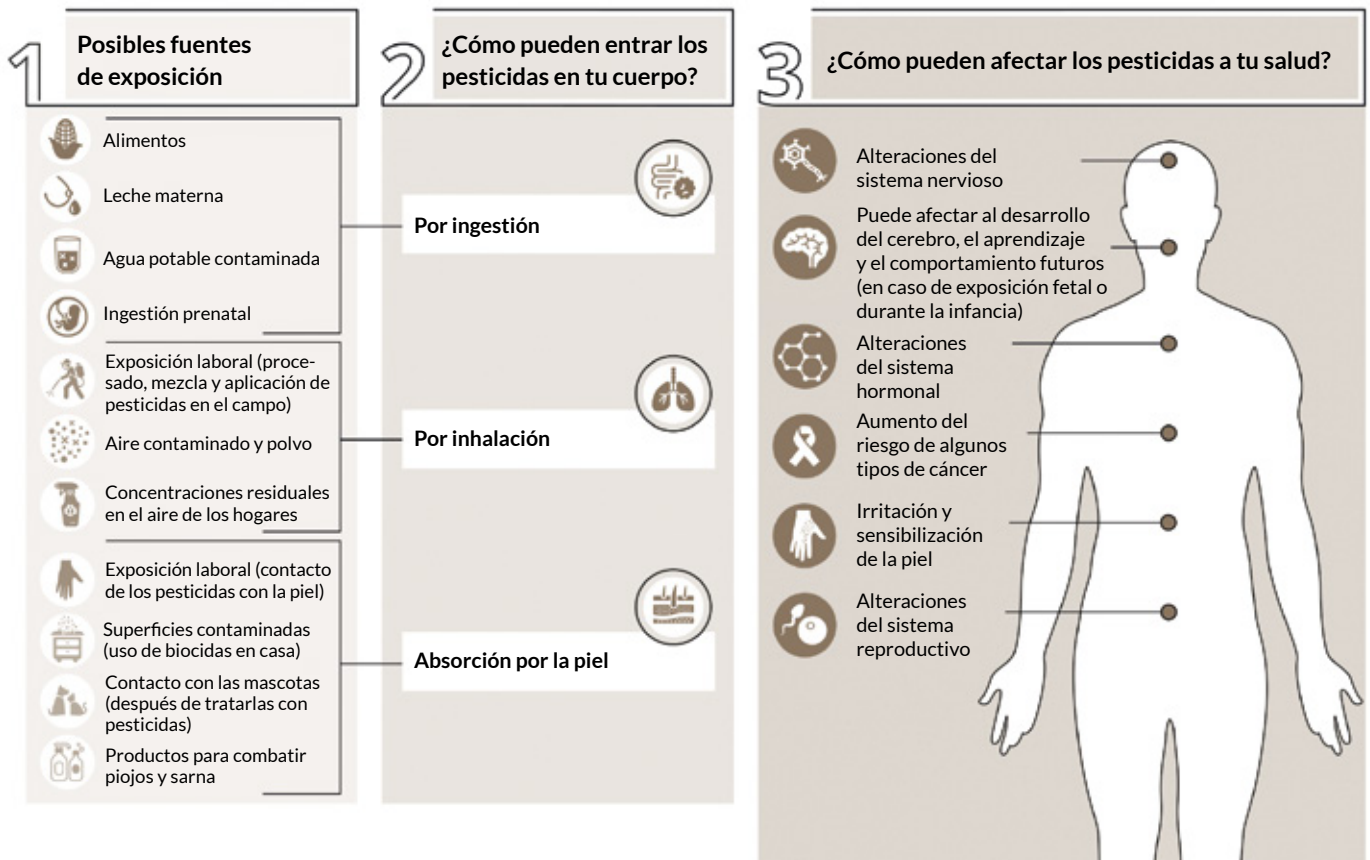 1
Posibles fuentes
de exposición
Alimentos
Leche materna
Agua potable contaminada
Ingestión prenatal
Exposición laboral (proce-
sado, mezcla y aplicación de
pesticidas en el campo)
Aire contaminado y polvo
Concentraciones residuales
en el aire de los hogares
Exposición laboral (contacto
de los pesticidas con la piel)
Superficies contaminadas
(uso de biocidas en casa)
Contacto con las mascotas
(después de tratarlas con
pesticidas)
Productos para combatir
piojos y sarna
2
¿Cómo pueden entrar los
pesticidas en tu cuerpo?
Por ingestión
Por inhalación
Absorción por la piel
3
¿Cómo pueden afectar los pesticidas a tu salud?
Alteraciones del
sistema nervioso
Puede afectar al desarrollo
del cerebro, el aprendizaje
y el comportamiento futuros
(en caso de exposición fetal o
durante la infancia)
Alteraciones
del sistema
hormonal
Aumento del
riesgo de algunos
tipos de cáncer
Irritación y
sensibilización
de la piel
Alteraciones
del sistema
reproductivo